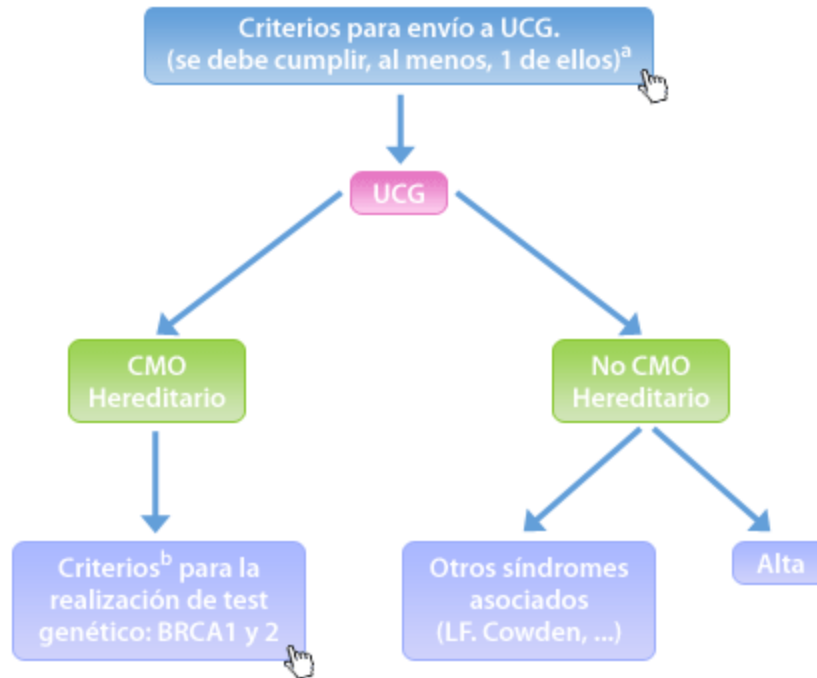 Criterios para envío a UCG.
(se debe cumplir, al menos, 1 de ellos)ᵃ
UCG
CMO
Hereditario
No CMO
Hereditario
Criteriosᵇ para la
realización de test
genético: BRCA1 y 2
Otros síndromes
asociados
(LF. Cowden, ...)
Alta